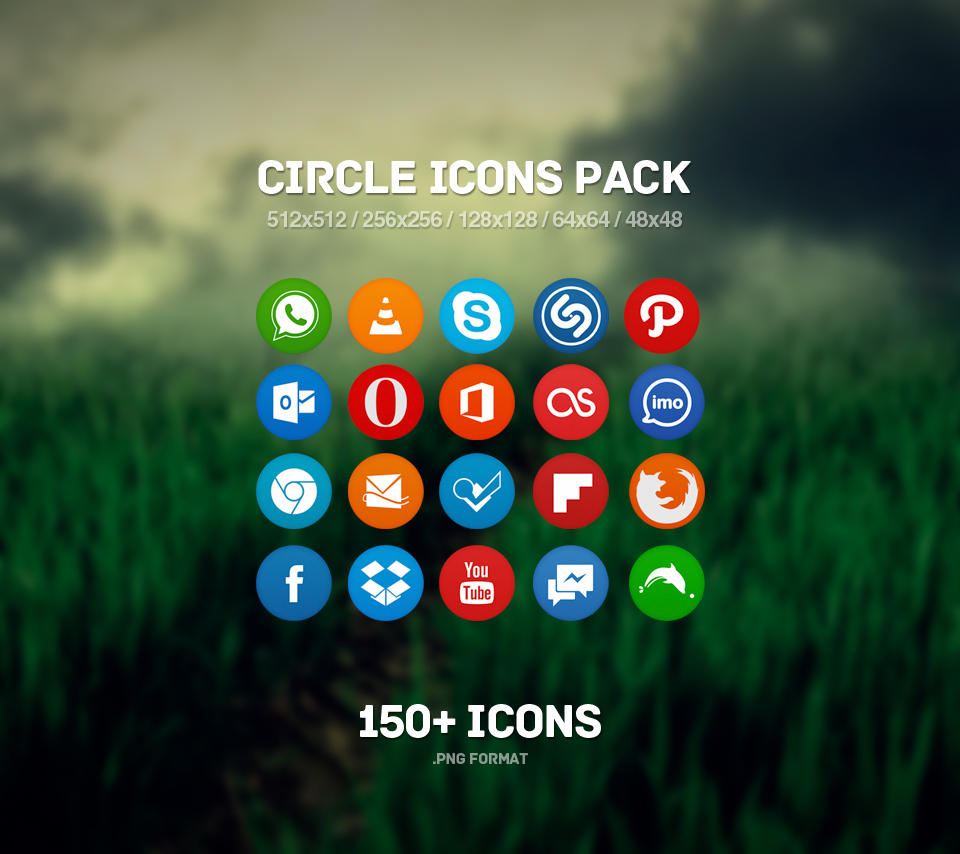 CIRCLE ICONS PACK
512x512 / 256x256 / 128x128 / 64x64 / 48x48
imo
You
Tube
150+ ICONS
.PNG FORMAT